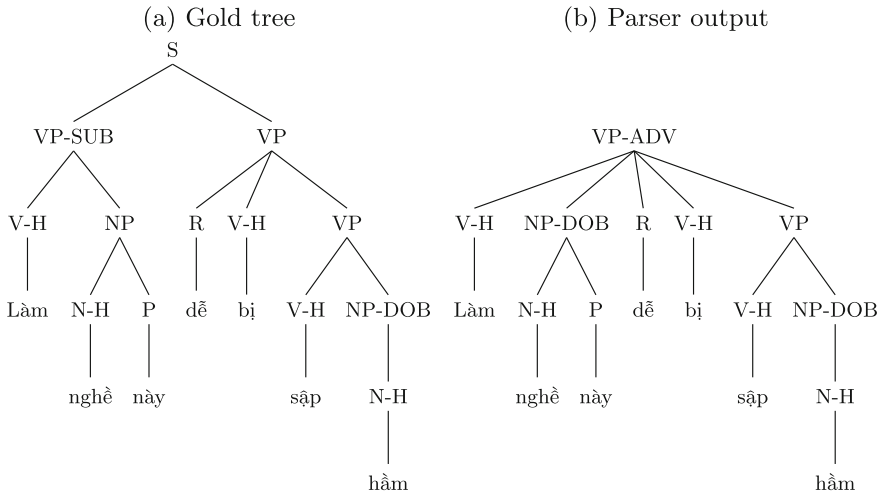 (a) Gold tree (b) Parser output
S
VP-SUB VP VP-ADV
V-H NP R V-H VP V-H NP-DOB R V-H VP
Làm N-H P dễ bị V-H NP-DOB Làm N-H P dễ bị V-H NP-DOB
nghề này sập N-H nghề này sập N-H
hầm hầm